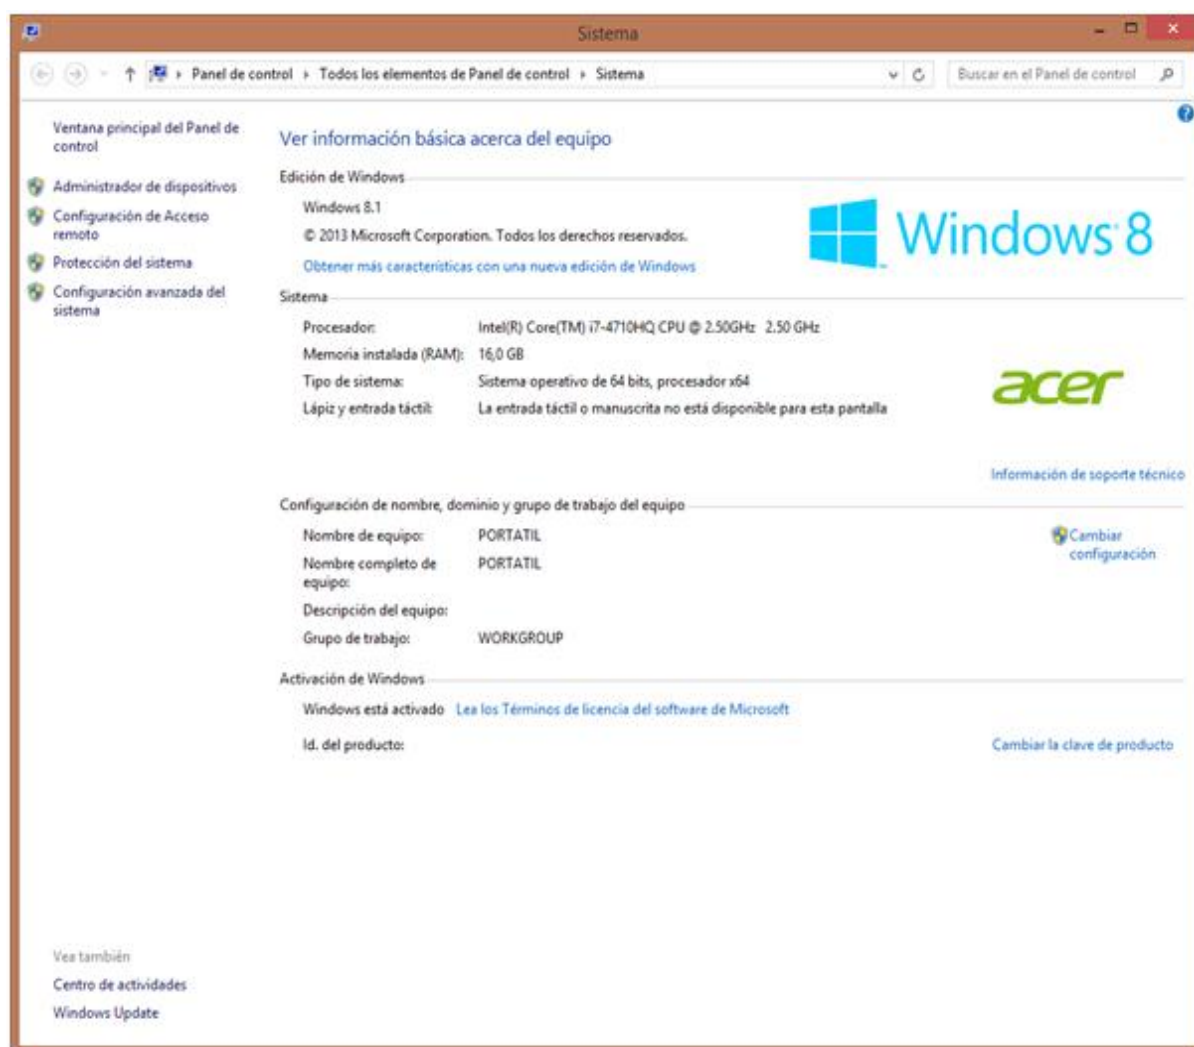 Sistema
Panel de control Todos los elementos de Panel de control Sistema
Buscar en el Panel de control
Ventana principal del Panel de
control
Administrador de dispositivos
Configuración de Acceso
remoto
Protección del sistema
Configuración avanzada del
sistema
Ver información básica acerca del equipo
Edición de Windows
Windows 8.1
© 2013 Microsoft Corporation. Todos los derechos reservados.
Obtener más características con una nueva edición de Windows
Windows 8
Sistema
Procesador: Intel(R) Core(TM) i7-4710HQ CPU @ 2.50GHz 2.50 GHz
Memoria instalada (RAM): 16,0 GB
Tipo de sistema: Sistema operativo de 64 bits, procesador x64
Lápiz y entrada táctil: La entrada táctil o manuscrita no está disponible para esta pantalla
acer
Información de soporte técnico
Configuración de nombre, dominio y grupo de trabajo del equipo
Nombre de equipo: PORTATIL
Cambiar
configuración
Nombre completo de PORTATIL
equipo:
Descripción del equipo:
Grupo de trabajo: WORKGROUP
Activación de Windows
Windows está activado Lea los Términos de licencia del software de Microsoft
Id. del producto:
Cambiar la clave de producto
Vea también
Centro de actividades
Windows Update